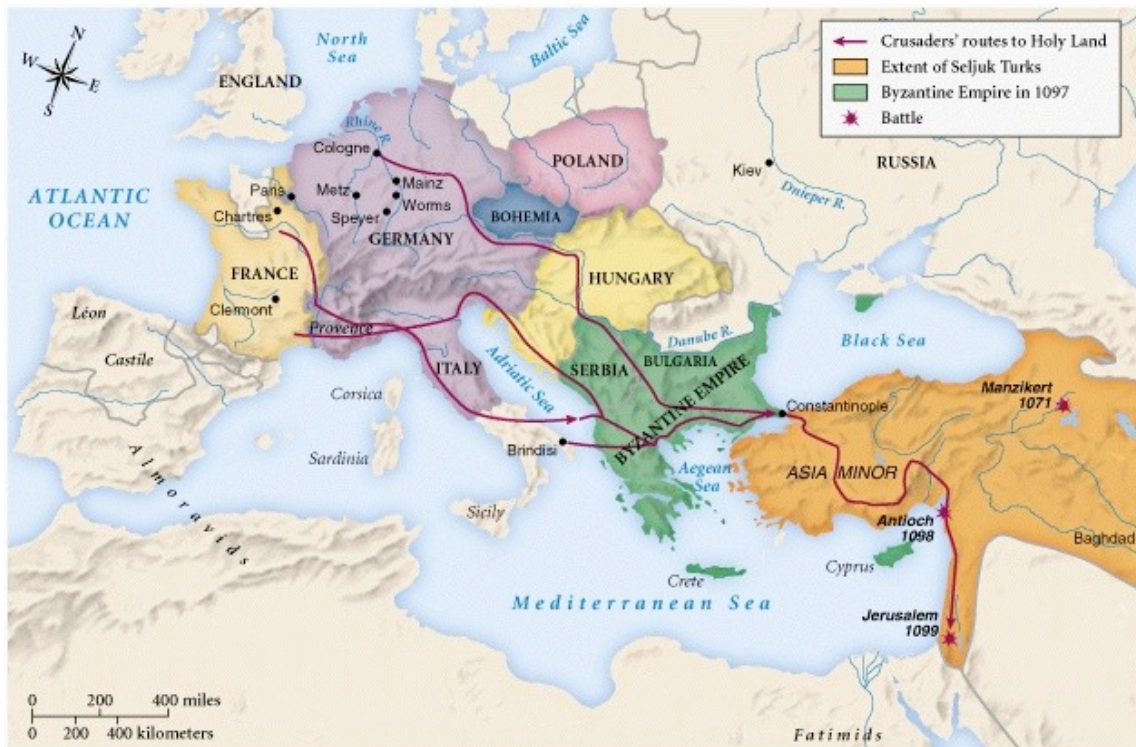 N
W
E
S
North
Sea
Baltic Sea
ENGLAND
Crusaders' routes to Holy Land
Extent of Seljuk Turks
Byzantine Empire in 1097
Battle
Rhine R.
Cologne
POLAND
Kiev
RUSSIA
Dnieper R.
ATLANTIC
OCEAN
Paris
Metz
Mainz
Worms
Chartres
Speyer
BOHEMIA
GERMANY
FRANCE
HUNGARY
Clermont
Léon
Provence
Danube R.
Black Sea
Castile
ITALY
Adriatic Sea
SERBIA
BULGARIA
Corsica
BYZANTINE EMPIRE
Constantinople
Manzikert
1071
Brindisi
Sardinia
Aegean
Sea
ASIA MINOR
Almoravids
Sicily
Antioch
1098
Baghdad
Cyprus
Crete
Mediterranean Sea
Jerusalem
1099
0 200 400 miles
0 200 400 kilometers
Fatimids